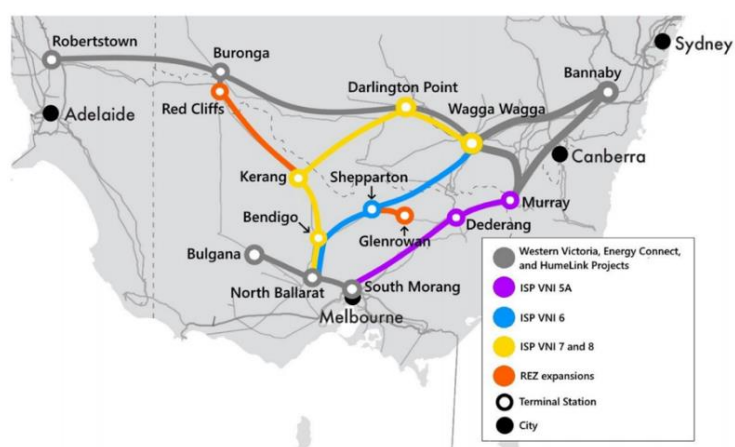 Robertstown
Buronga
Sydney
Bannaby
Darlington Point
Wagga Wagga
Red Cliffs
Adelaide
Canberra
Kerang
Shepparton
Murray
Bendigo
Dederang
Glenrowan
Bulgana
North Ballarat
South Morang
Melbourne
Western Victoria, Energy Connect,
and HumeLink Projects
ISP VNI 5A
ISP VNI 6
ISP VNI 7 and 8
REZ expansions
Terminal Station
City